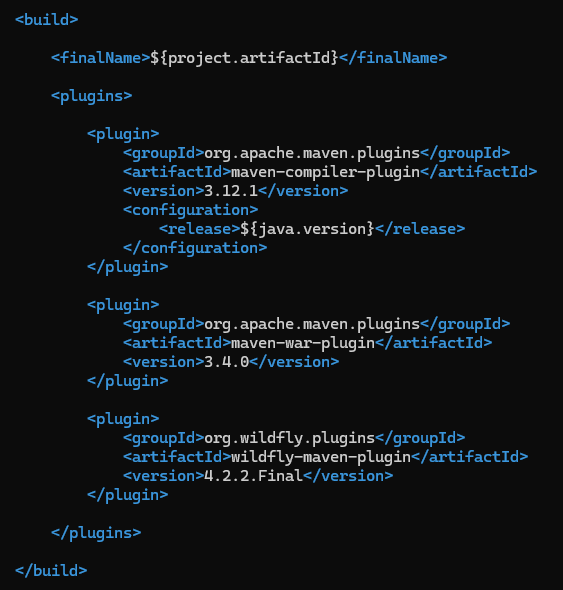 <build>
<finalName>${project.artifactId}</finalName>
<plugins>
<plugin>
<groupId>org.apache.maven.plugins</groupId>
<artifactId>maven-compiler-plugin</artifactId>
<version>3.12.1</version>
<configuration>
<release>${java.version}</release>
</configuration>
</plugin>
<plugin>
<groupId>org.apache.maven.plugins</groupId>
<artifactId>maven-war-plugin</artifactId>
<version>3.4.0</version>
</plugin>
<plugin>
<groupId>org.wildfly.plugins</groupId>
<artifactId>wildfly-maven-plugin</artifactId>
<version>4.2.2.Final</version>
</plugin>
</plugins>
</build>